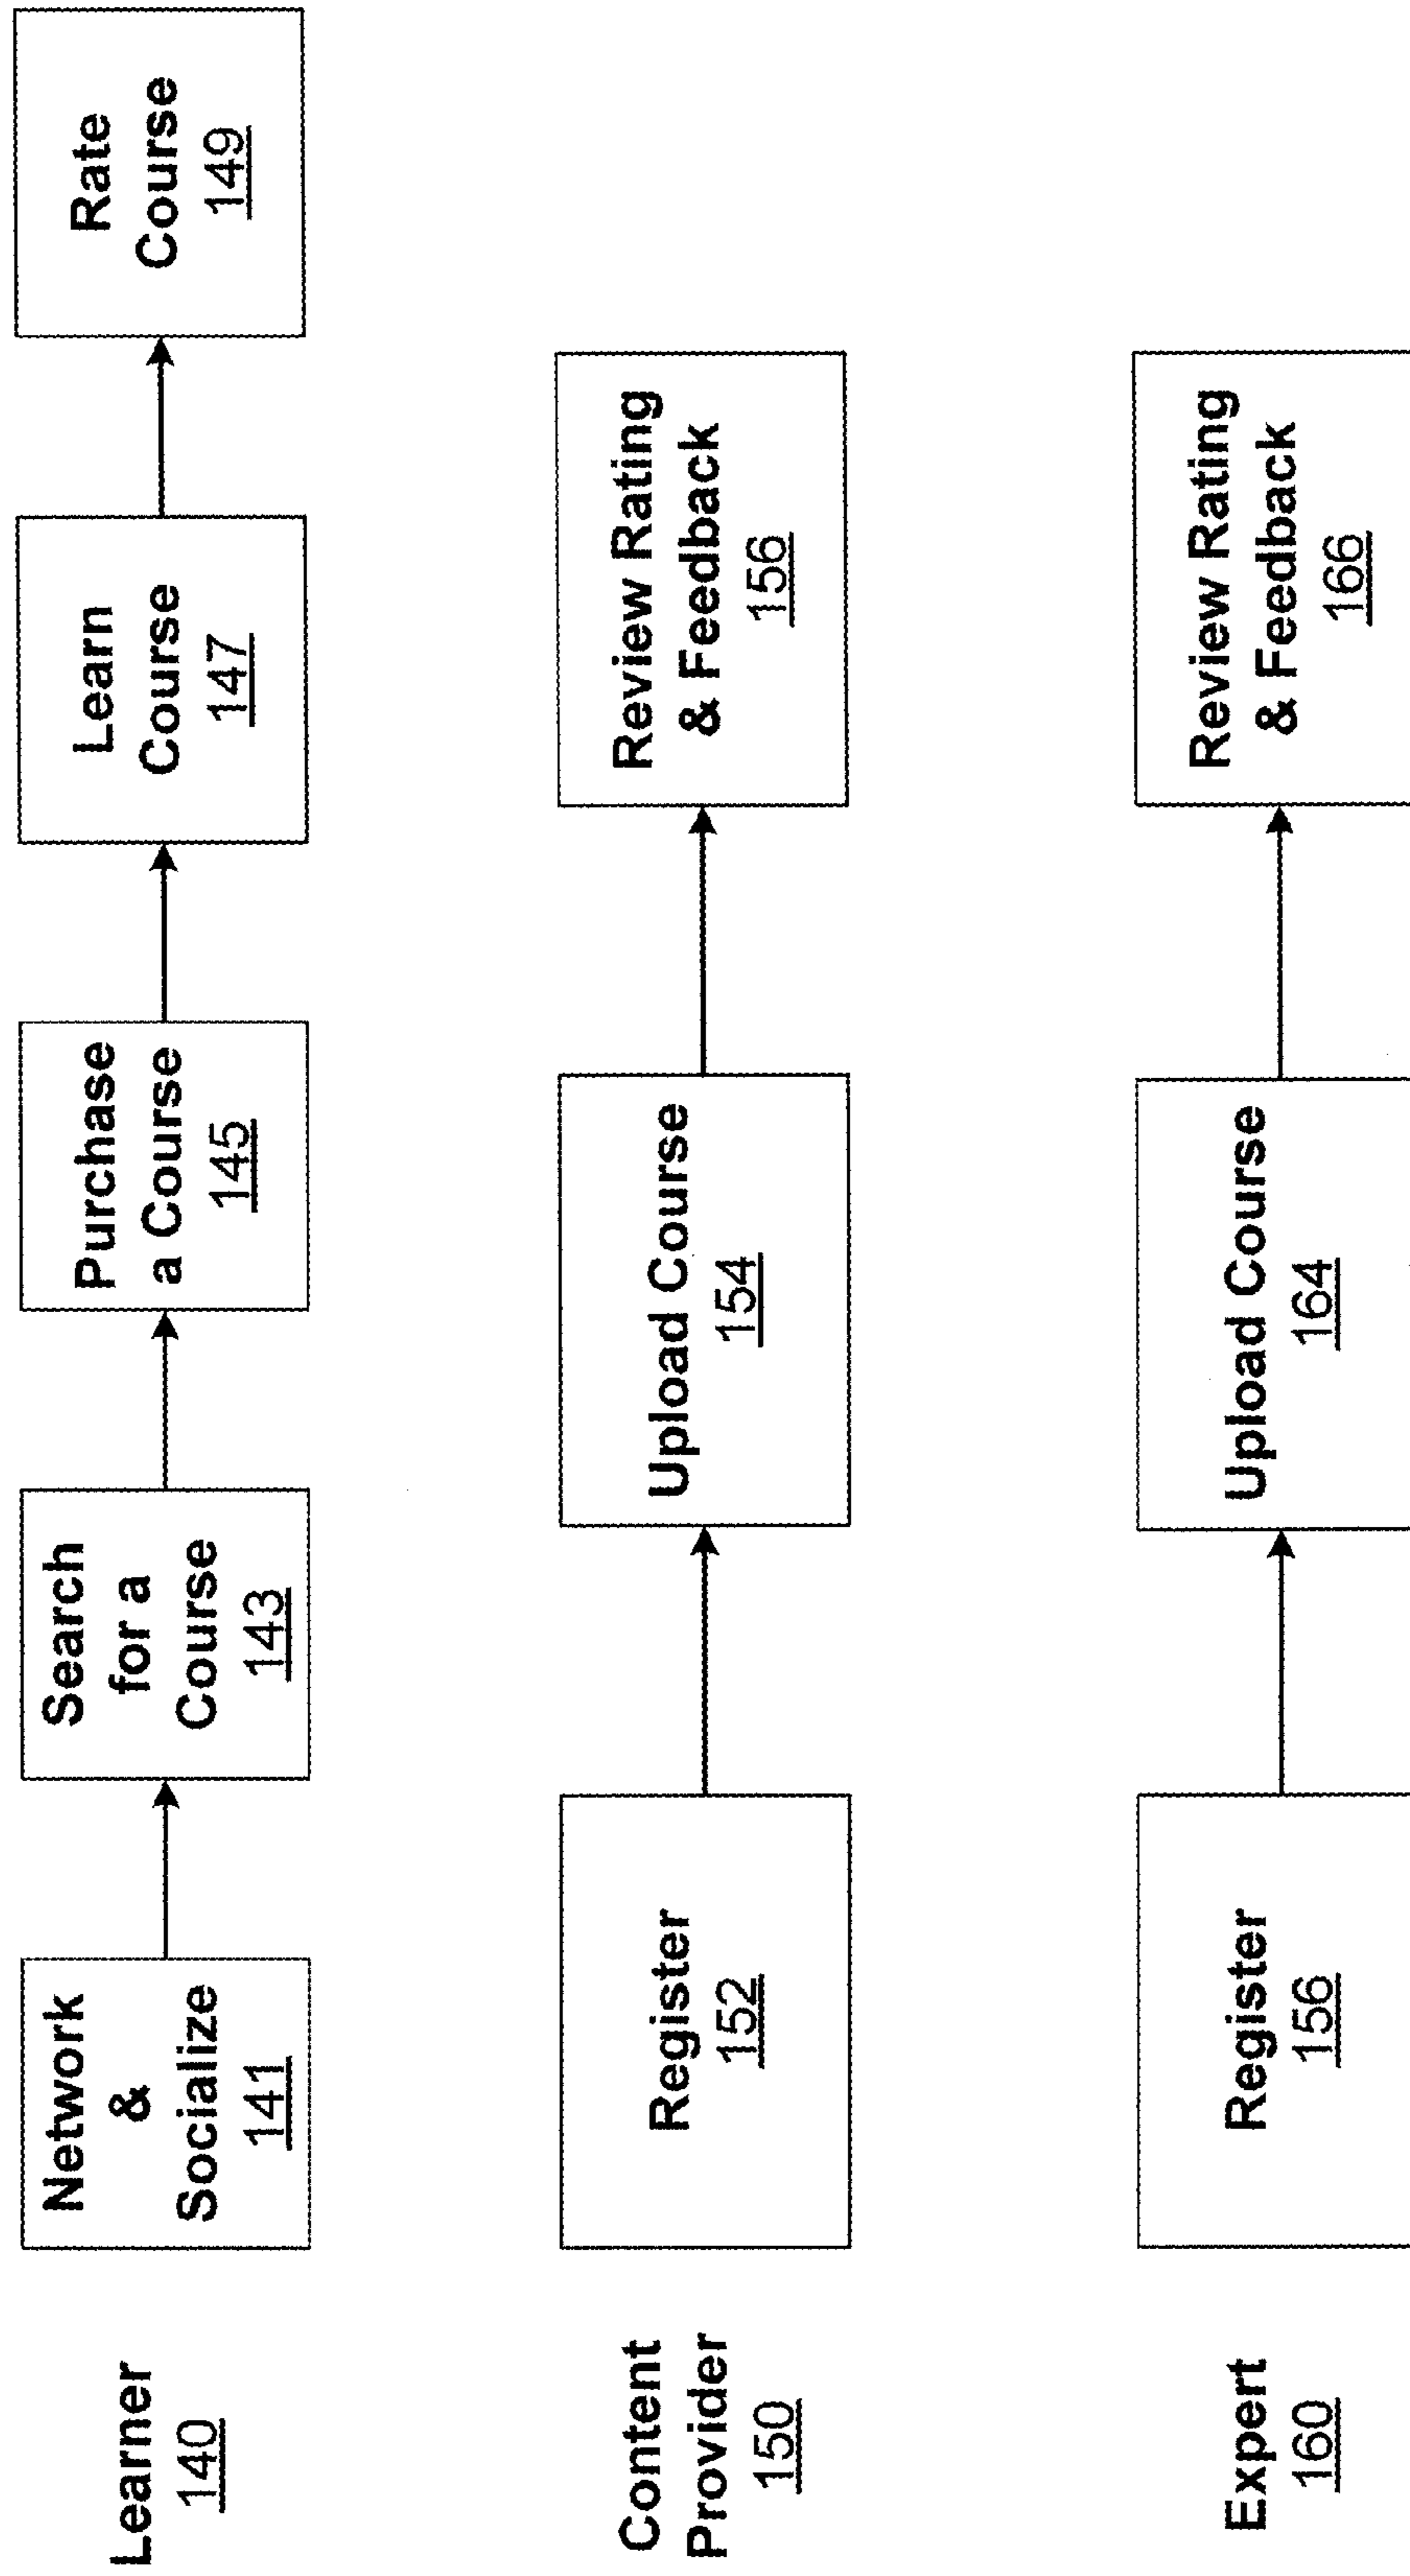 Learner
140
Network
&
Socialize
141
Search
for a
Course
143
Purchase
a Course
145
Learn
Course
147
Rate
Course
149
Content
Provider
150
Register
152
Upload Course
154
Review Rating
& Feedback
156
Expert
160
Register
156
Upload Course
164
Review Rating
& Feedback
166